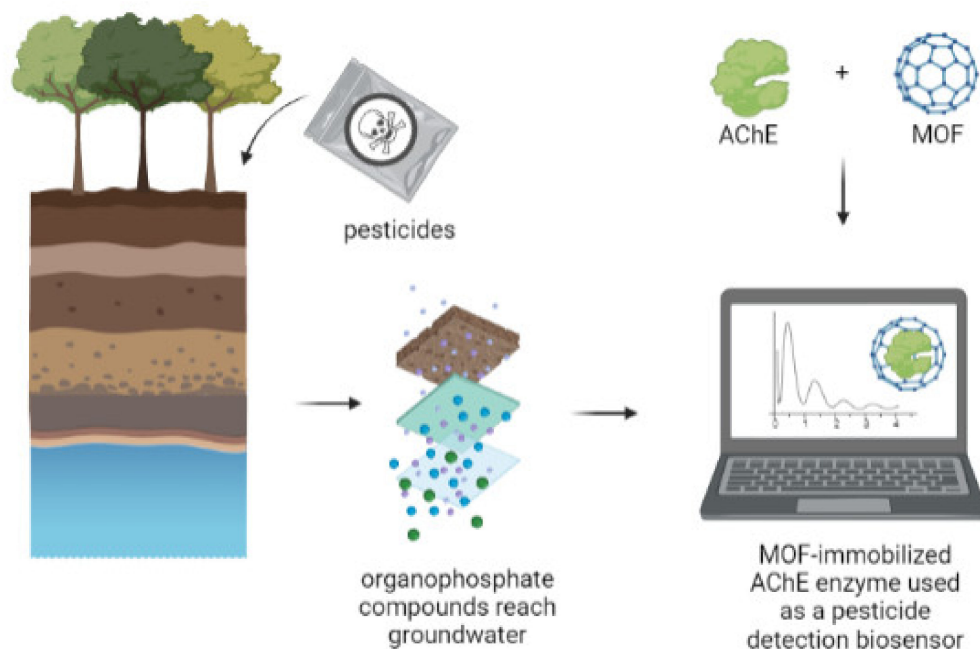 AChE
+
MOF
pesticides
0 1 2 3 4
organophosphate
compounds reach
groundwater
MOF-immobilized
AChE enzyme used
as a pesticide
detection biosensor